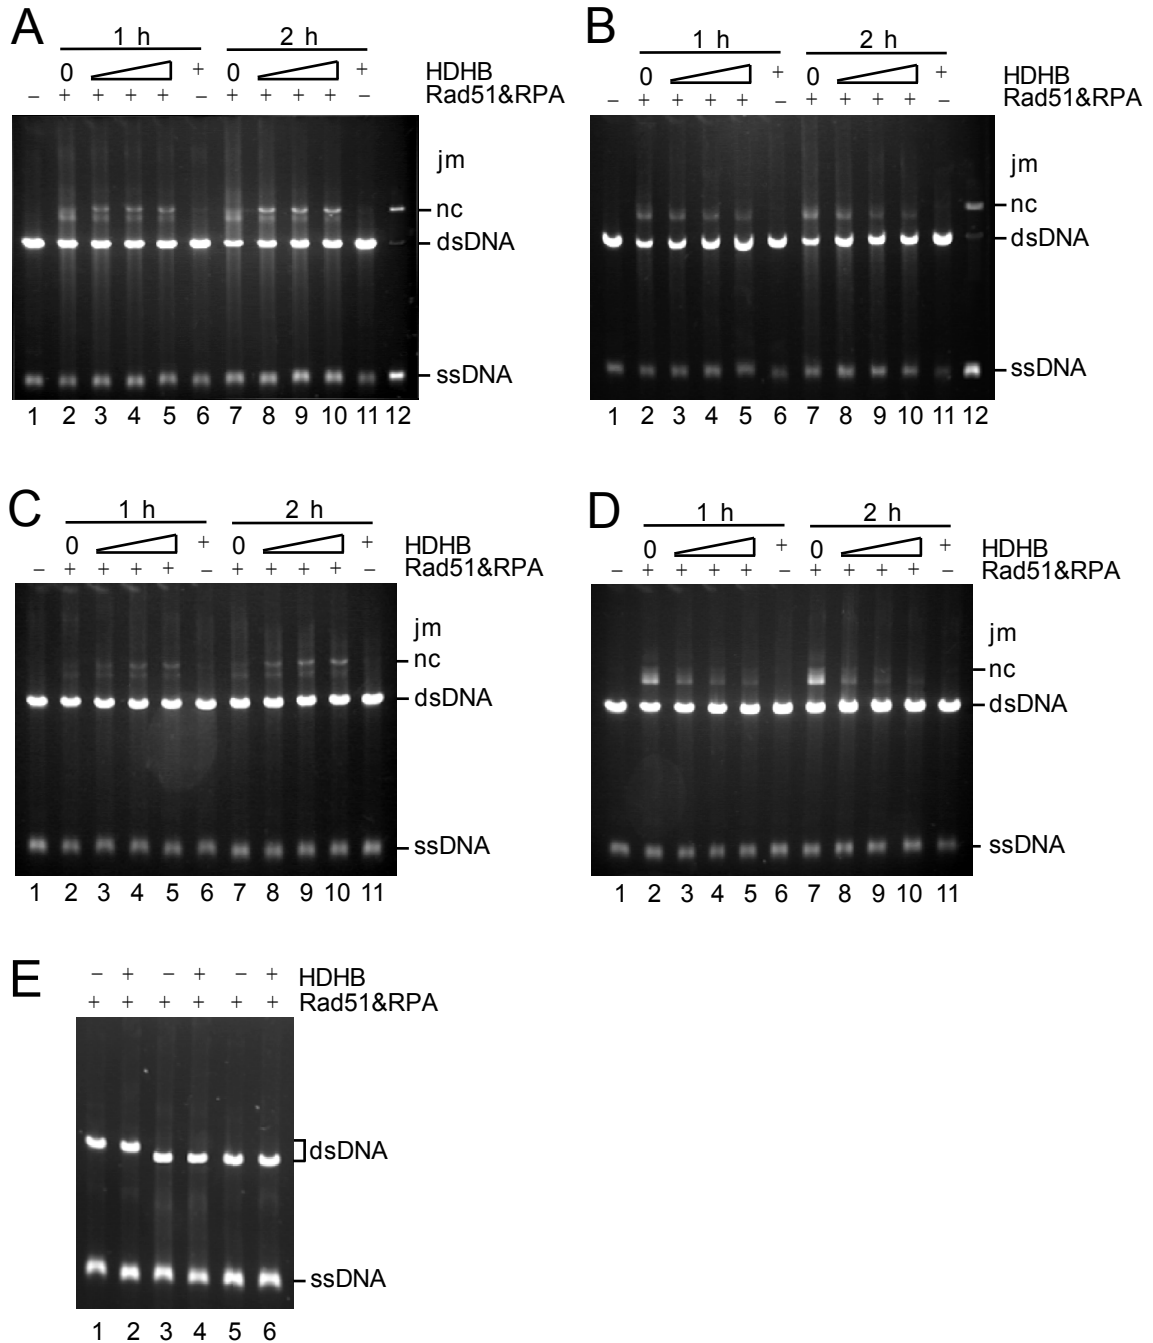 A
1 h 2 h
0 + 0 + HDHB
– + + + + – + + + + – Rad51&RPA
jm
nc
dsDNA
ssDNA
1 2 3 4 5 6 7 8 9 10 11 12
B
1 h 2 h
0 + 0 + HDHB
– + + + + – + + + + – Rad51&RPA
jm
nc
dsDNA
ssDNA
1 2 3 4 5 6 7 8 9 10 11 12
C
1 h 2 h
0 + 0 + HDHB
– + + + + – + + + + – Rad51&RPA
jm
nc
dsDNA
ssDNA
1 2 3 4 5 6 7 8 9 10 11
D
1 h 2 h
0 + 0 + HDHB
– + + + + – + + + + – Rad51&RPA
jm
nc
dsDNA
ssDNA
1 2 3 4 5 6 7 8 9 10 11
E
– + – + – + HDHB
+ + + + + + Rad51&RPA
dsDNA
ssDNA
1 2 3 4 5 6